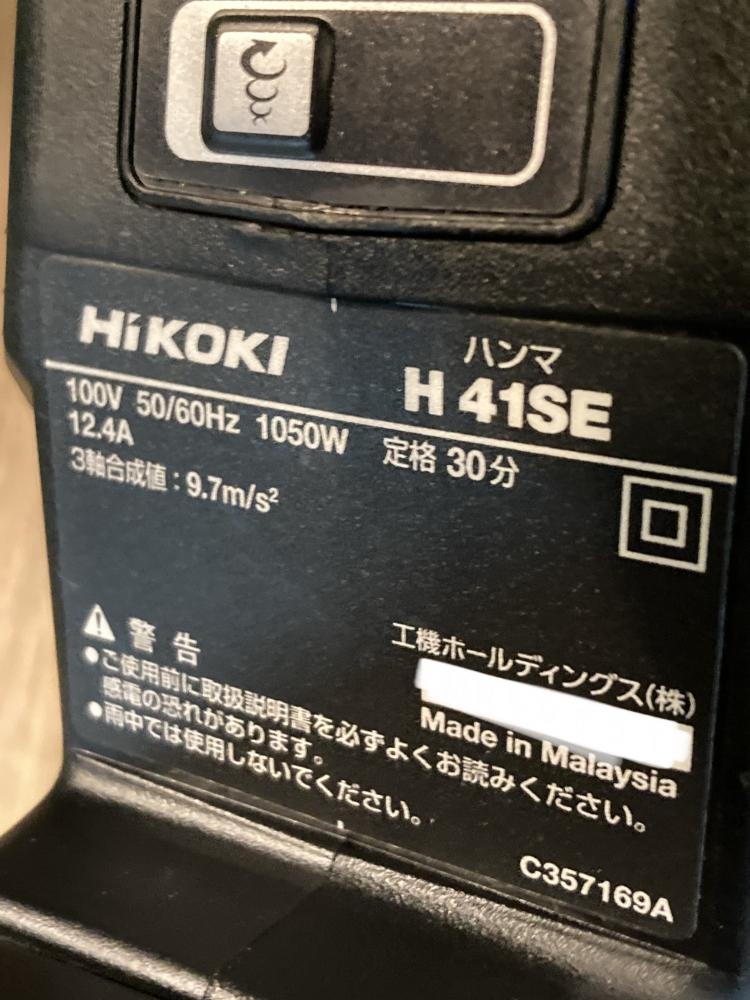 HiKOKI
ハンマ
H 41SE
100V 50/60Hz 1050W 定格 30分
12.4A
3軸合成値：9.7m/s²
警告
●ご使用前に取扱説明書を必ずよくお読みください。
感電の恐れがあります。
●雨中では使用しないでください。
工機ホールディングス(株)
Made in Malaysia
C357169A